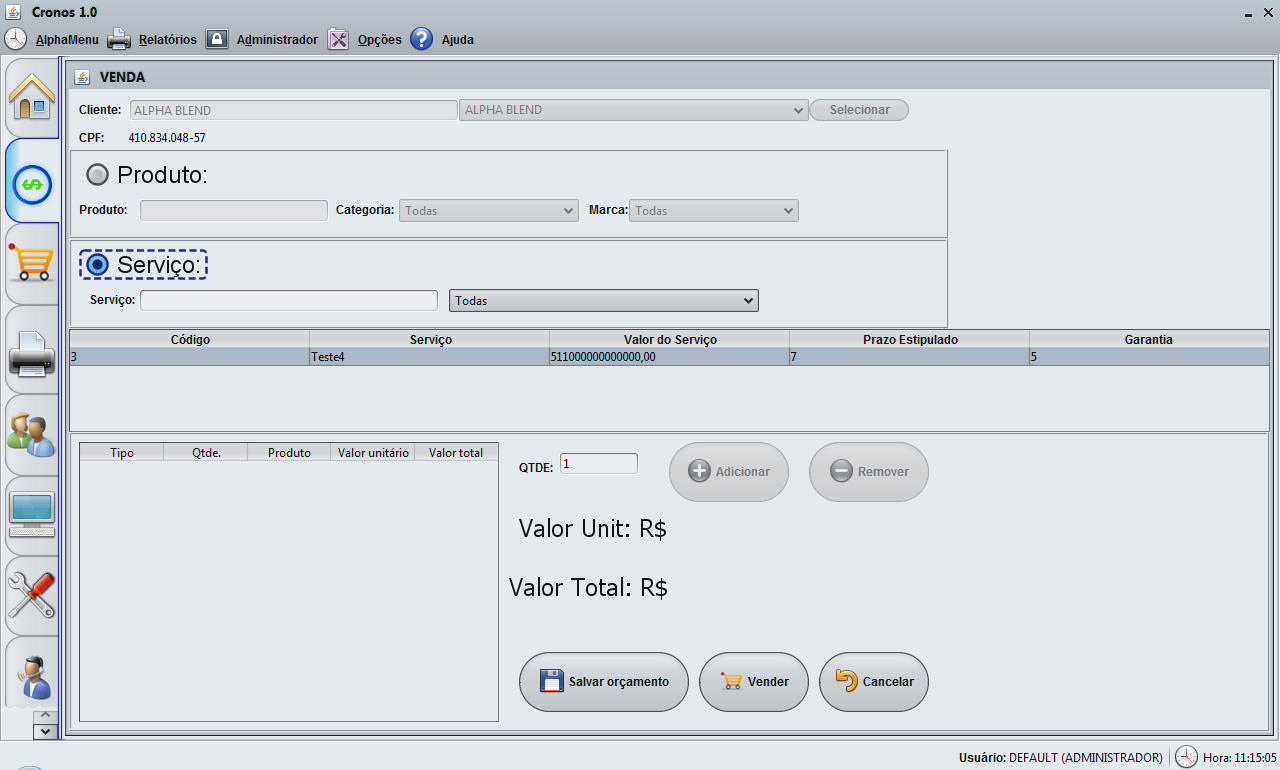 Cronos 1.0
AlphaMenu Relatórios Administrador Opções Ajuda
VENDA
Cliente: ALPHA BLEND ALPHA BLEND Selecionar
CPF: 410.834.048-57
Produto:
Produto: Categoria: Todas Marca: Todas
Serviço:
Serviço: Todas
Código Serviço Valor do Serviço Prazo Estipulado Garantia
3 Teste4 511000000000000,00 7 5
Tipo Qtde. Produto Valor unitário Valor total
QTDE: 1 Adicionar Remover
Valor Unit: R$
Valor Total: R$
Salvar orçamento Vender Cancelar
Usuário: DEFAULT (ADMINISTRADOR) Hora: 11:15:05